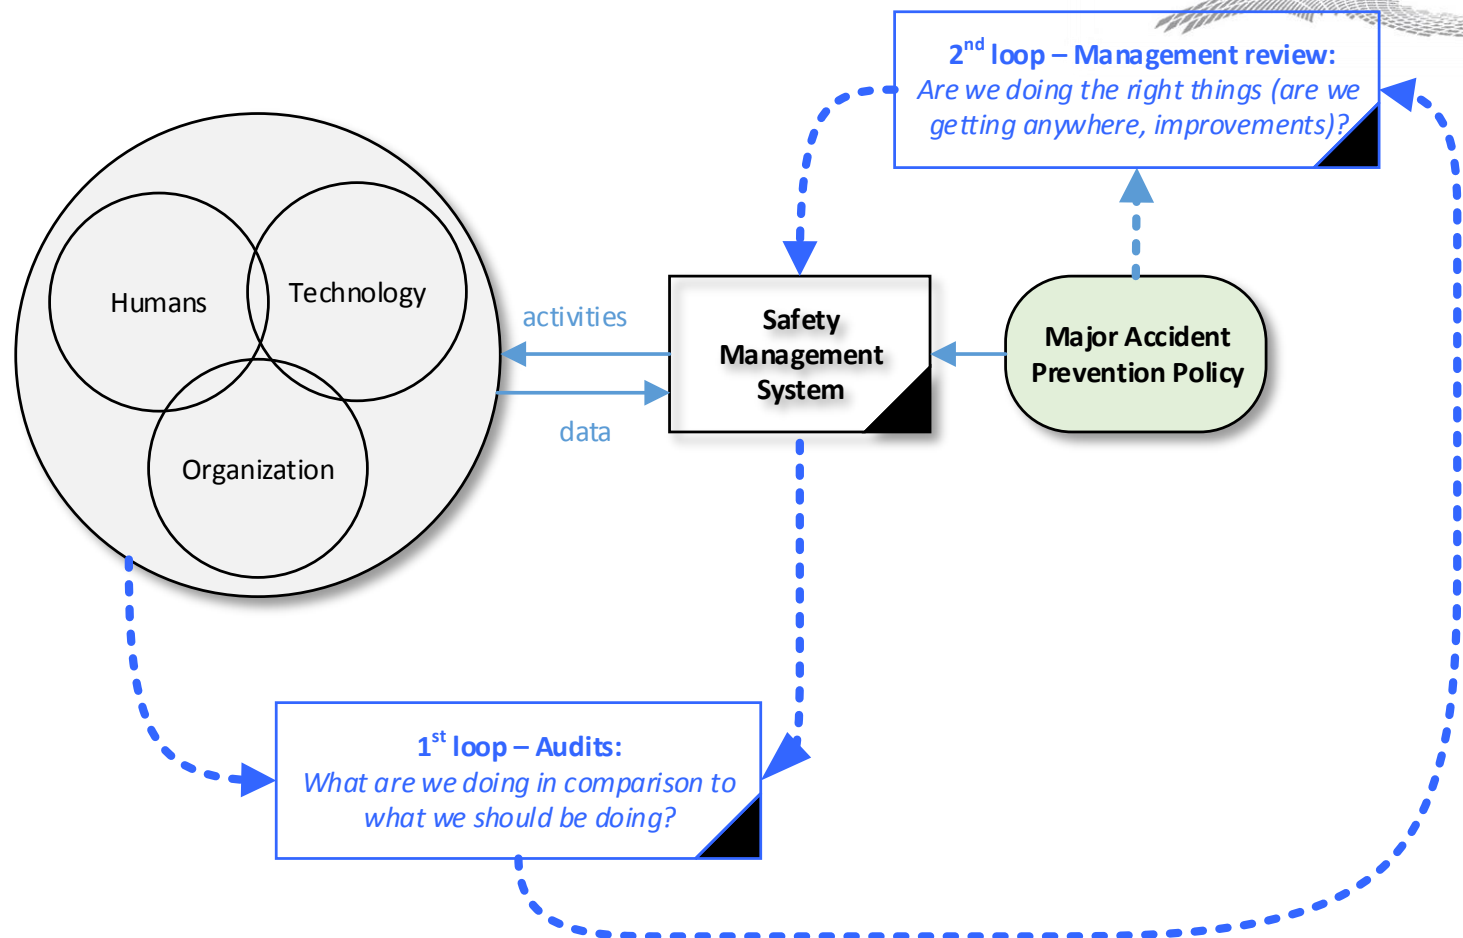 2nd loop – Management review:
Are we doing the right things (are we
getting anywhere, improvements)?
Humans
Technology
Organization
activities
data
Safety
Management
System
Major Accident
Prevention Policy
1st loop – Audits:
What are we doing in comparison to
what we should be doing?